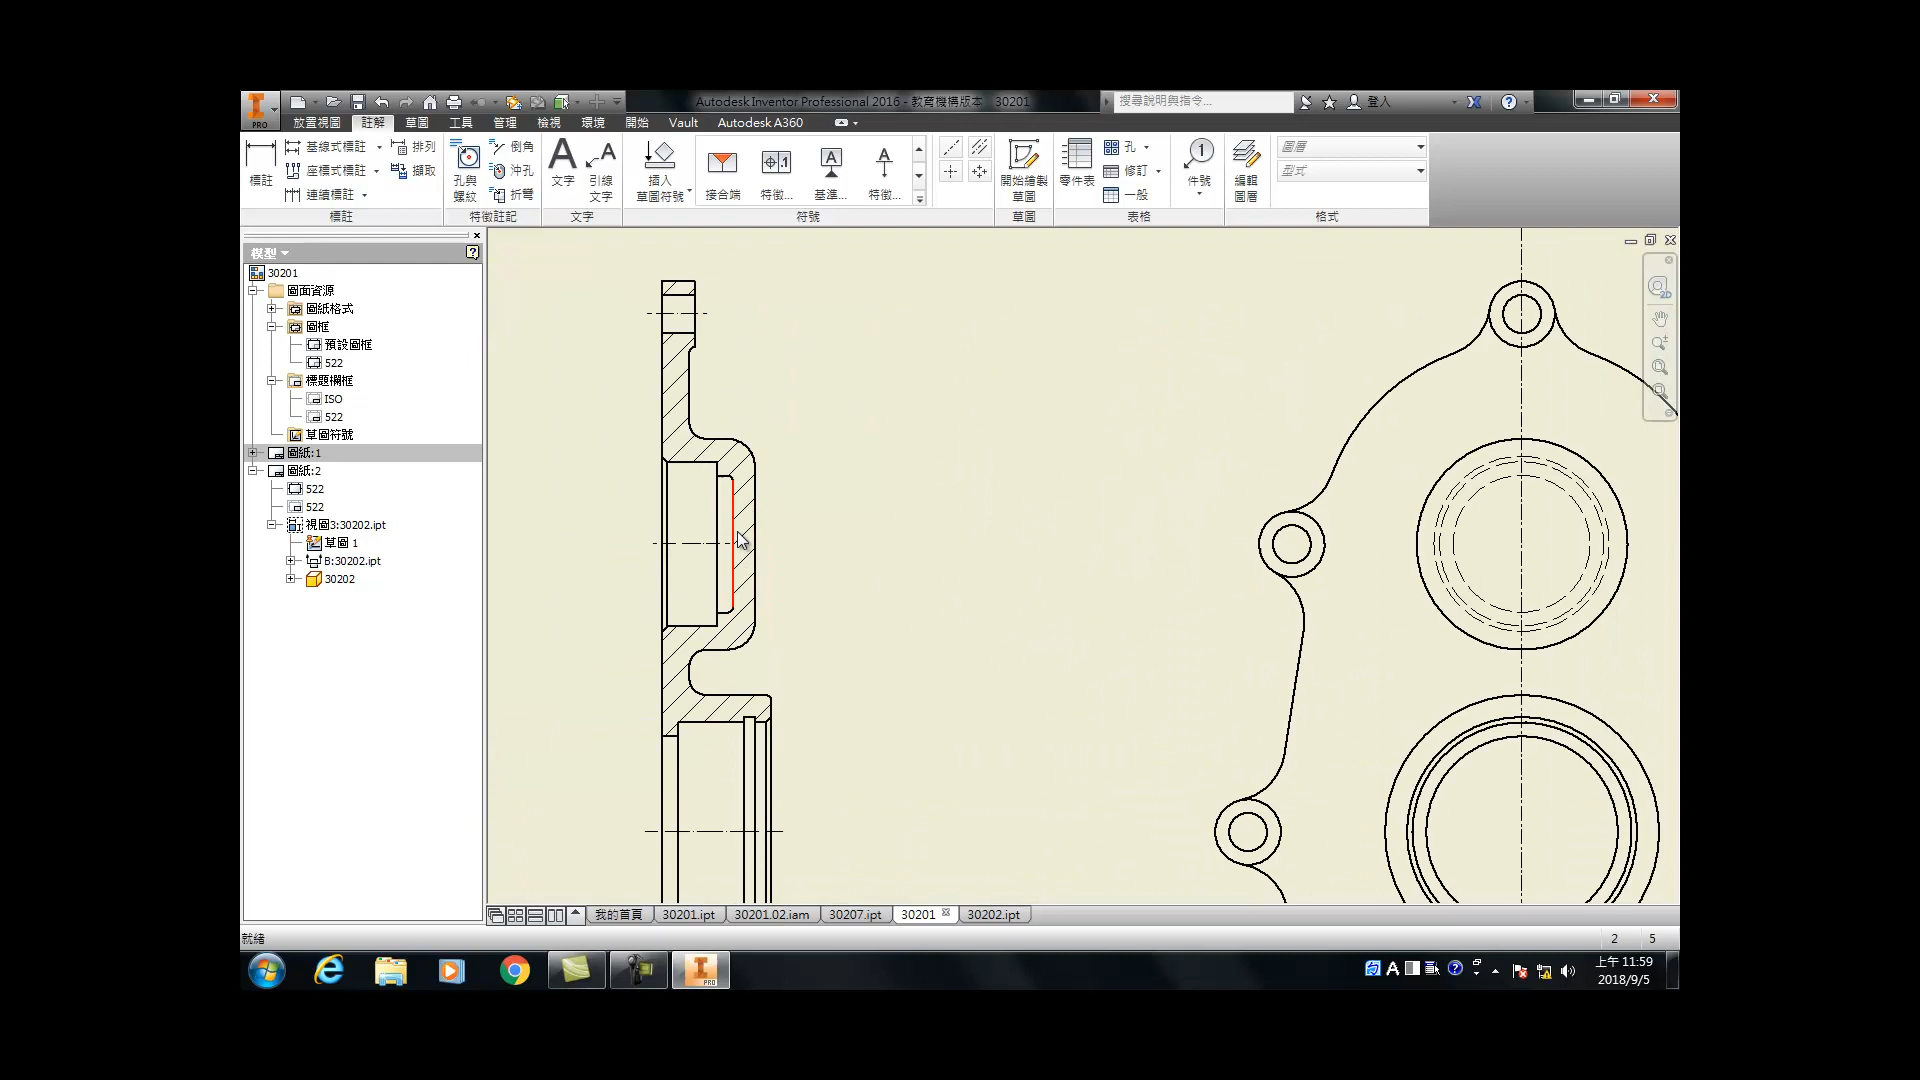 Autodesk Inventor Professional 2016 - 教育機構版本 30201
搜尋說明與指令...
登入
PRO
放置視圖 註解 草圖 工具 管理 檢視 環境 開始 Vault Autodesk A360
標註
基線式標註
座標式標註
連續標註
排列
擷取
標註
孔與
螺紋
倒角
沖孔
折彎
特徵註記
文字
引線
文字
文字
插入
草圖符號
接合端
特徵...
基準...
特徵...
符號
開始繪製
草圖
草圖
零件表
孔
修訂
一般
表格
件號
編輯
圖層
圖層
型式
格式
模型
30201
圖面資源
圖紙格式
圖框
預設圖框
522
標題欄框
ISO
522
草圖符號
圖紙:1
圖紙:2
522
522
視圖3:30202.ipt
草圖 1
B:30202.ipt
30202
2D
我的首頁 30201.ipt 30201.02.iam 30207.ipt 30201 30202.ipt
就緒
2 5
PRO
上午 11:59
2018/9/5